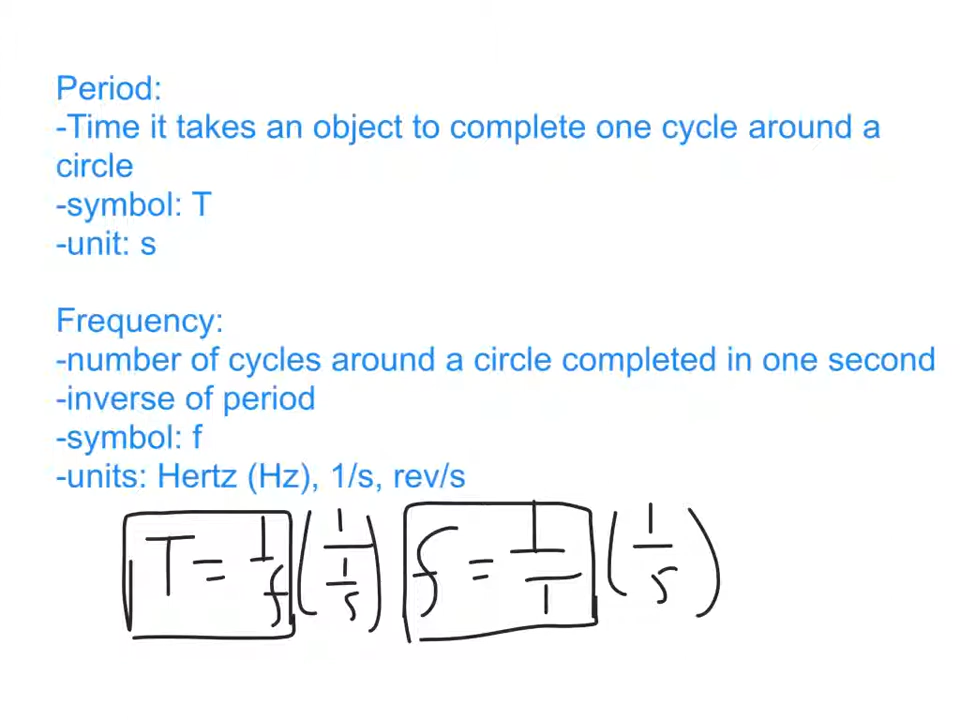 Period:
-Time it takes an object to complete one cycle around a
circle
-symbol: T
-unit: s
Frequency:
-number of cycles around a circle completed in one second
-inverse of period
-symbol: f
-units: Hertz (Hz), 1/s, rev/s
T = 1/f (1/(1/s)) f = 1/T (1/s)